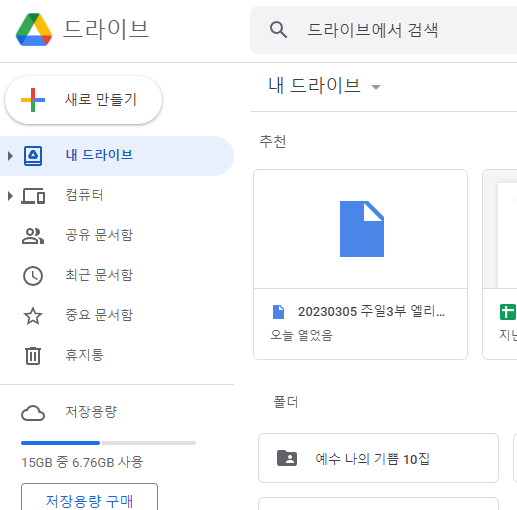 드라이브
드라이브에서 검색
새로 만들기
내 드라이브
컴퓨터
공유 문서함
최근 문서함
중요 문서함
휴지통
저장용량
15GB 중 6.76GB 사용
저장용량 구매
내 드라이브
추천
20230305 주일3부 엘리...
오늘 열었음
지난
폴더
예수 나의 기쁨 10집